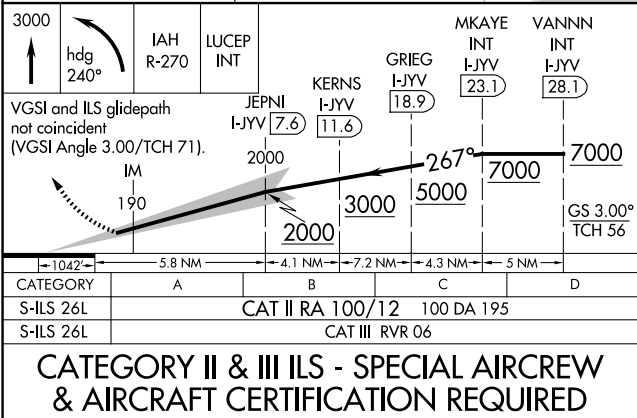 3000
hdg
240°
IAH
R-270
LUCEP
INT
VGSI and ILS glidepath
not coincident
(VGSI Angle 3.00/TCH 71).
JEPNI
I-JYV 7.6
KERNS
I-JYV
11.6
GRIEG
I-JYV
18.9
MKAYE
INT
I-JYV
23.1
VANNN
INT
I-JYV
28.1
IM
190
2000
2000
3000
267°
5000
7000
7000
GS 3.00°
TCH 56
1042'
5.8 NM
4.1 NM
7.2 NM
4.3 NM
5 NM
CATEGORY A B C D
S-ILS 26L CAT II RA 100/12 100 DA 195
S-ILS 26L CAT III RVR 06
CATEGORY II & III ILS - SPECIAL AIRCREW
& AIRCRAFT CERTIFICATION REQUIRED